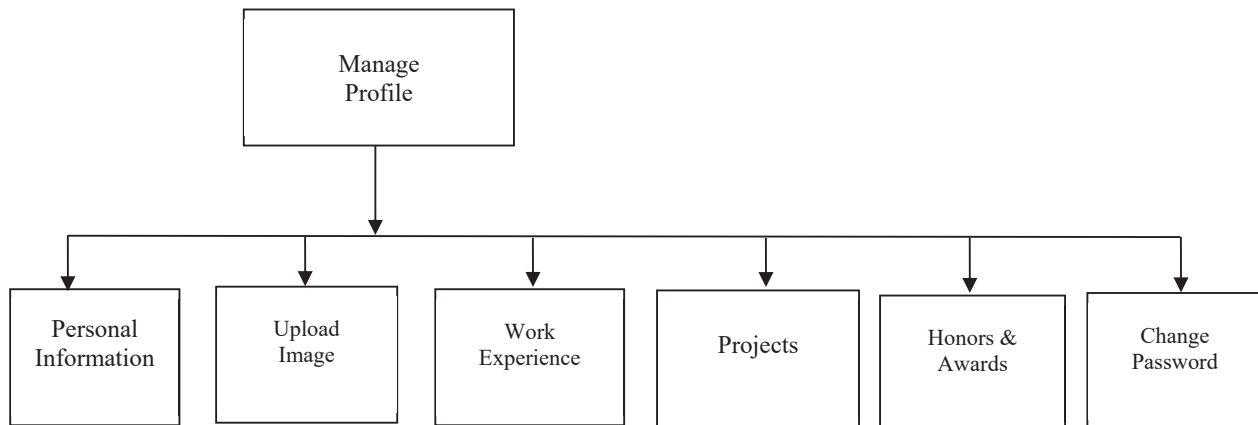 Manage
Profile
Personal
Information
Upload
Image
Work
Experience
Projects
Honors &
Awards
Change
Password